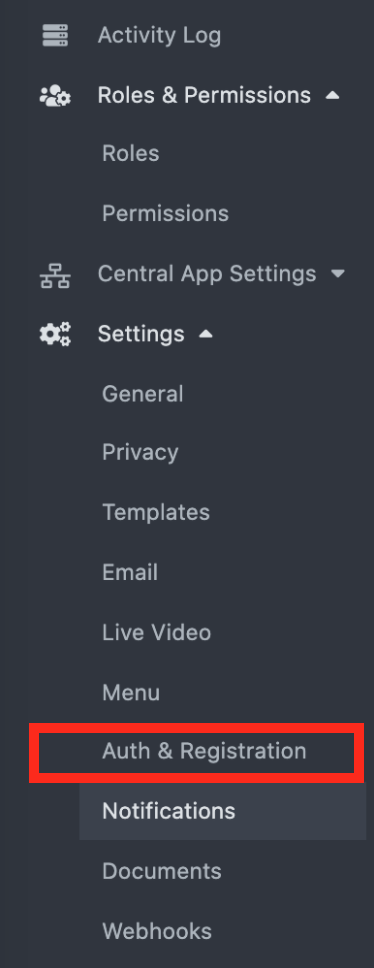 Activity Log
Roles & Permissions
Roles
Permissions
Central App Settings
Settings
General
Privacy
Templates
Email
Live Video
Menu
Auth & Registration
Notifications
Documents
Webhooks